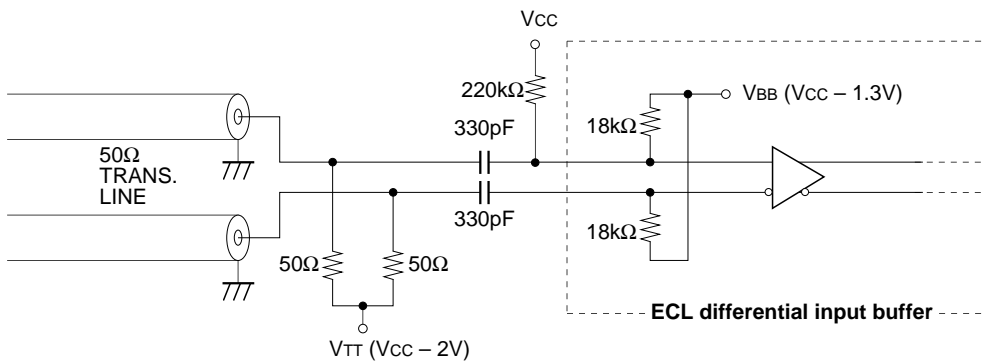 VCC
220kΩ
VBB (VCC – 1.3V)
18kΩ
330pF
50Ω
TRANS.
LINE
330pF
18kΩ
50Ω
50Ω
ECL differential input buffer
VTT (VCC – 2V)